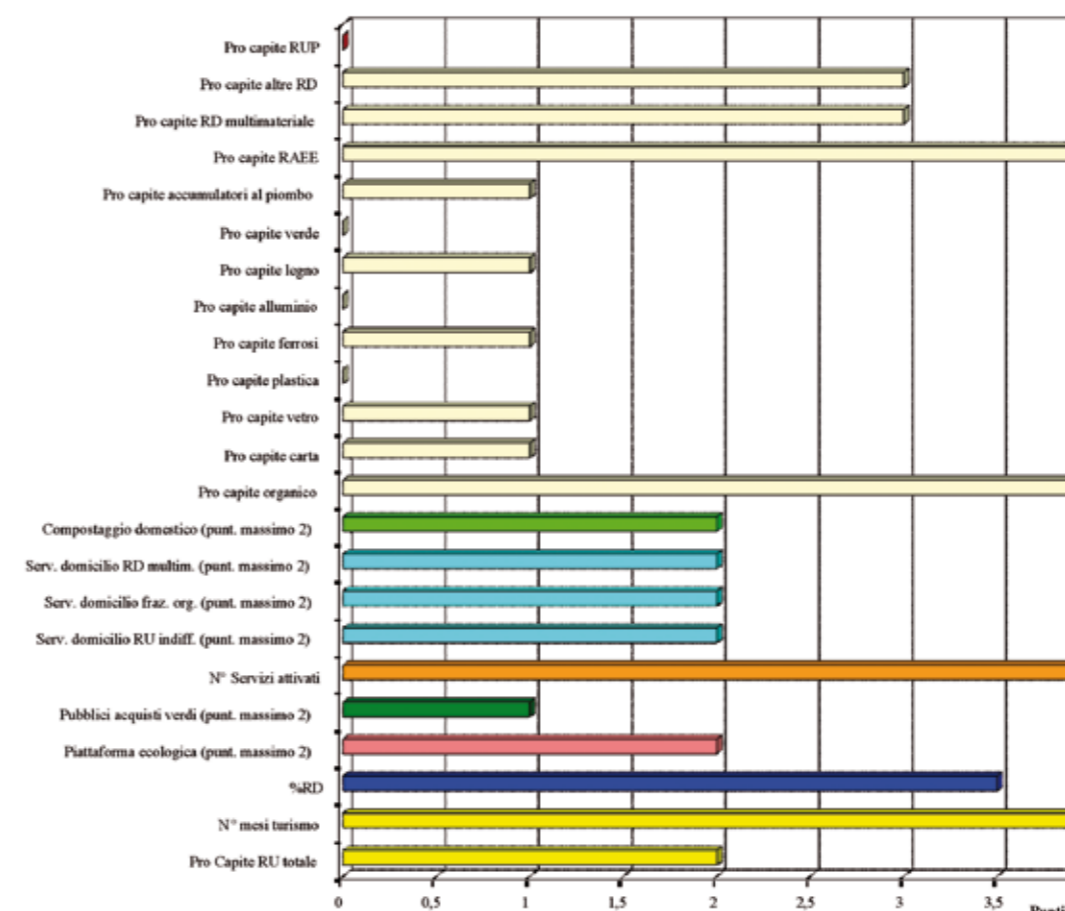 Pro capite RUP
Pro capite altre RD
Pro capite RD multimateriale
Pro capite RAEE
Pro capite accumulatori al piombo
Pro capite verde
Pro capite legno
Pro capite alluminio
Pro capite ferrosi
Pro capite plastica
Pro capite vetro
Pro capite carta
Pro capite organico
Compostaggio domestico (punt. massimo 2)
Serv. domicilio RD multim. (punt. massimo 2)
Serv. domicilio fraz. org. (punt. massimo 2)
Serv. domicilio RU indiff. (punt. massimo 2)
N° Servizi attivati
Pubblici acquisti verdi (punt. massimo 2)
Piattaforma ecologica (punt. massimo 2)
%RD
N° mesi turismo
Pro Capite RU totale
0 0,5 1 1,5 2 2,5 3 3,5